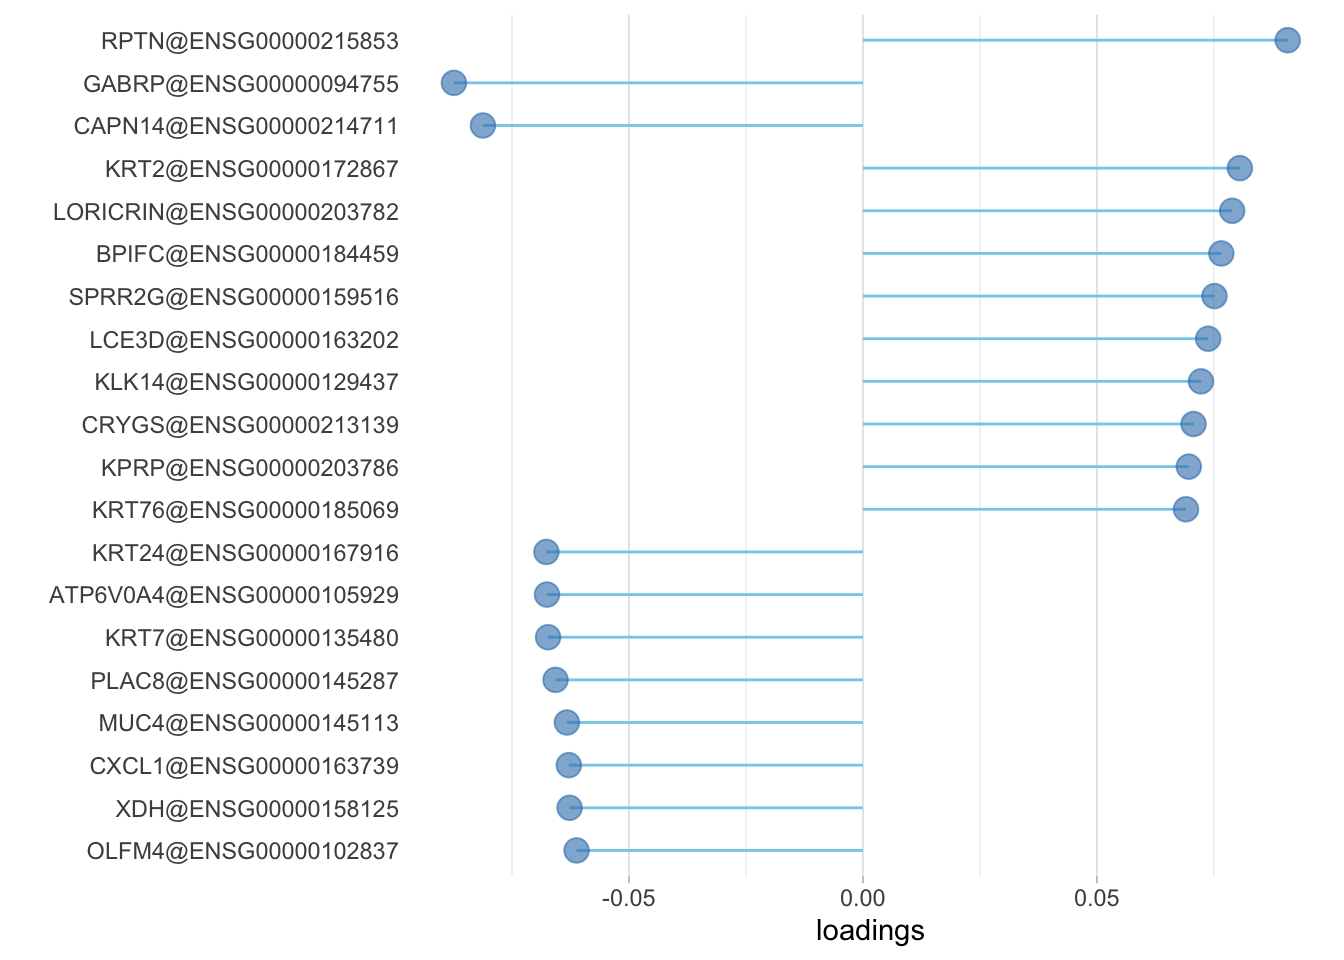 RPTN@ENSG00000215853
GABRP@ENSG00000094755
CAPN14@ENSG00000214711
KRT2@ENSG00000172867
LORICRIN@ENSG00000203782
BPIFC@ENSG00000184459
SPRR2G@ENSG00000159516
LCE3D@ENSG00000163202
KLK14@ENSG00000129437
CRYGS@ENSG00000213139
KPRP@ENSG00000203786
KRT76@ENSG00000185069
KRT24@ENSG00000167916
ATP6V0A4@ENSG00000105929
KRT7@ENSG00000135480
PLAC8@ENSG00000145287
MUC4@ENSG00000145113
CXCL1@ENSG00000163739
XDH@ENSG00000158125
OLFM4@ENSG00000102837
-0.05 0.00 0.05
loadings